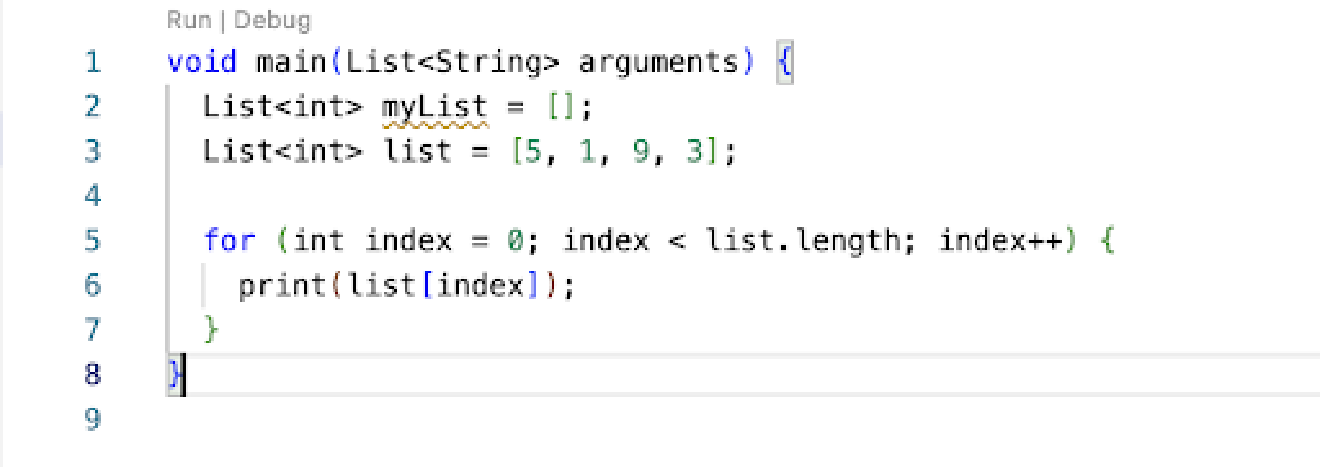 Run | Debug
1 void main(List<String> arguments) {
2   List<int> myList = [];
3   List<int> list = [5, 1, 9, 3];
4
5   for (int index = 0; index < list.length; index++) {
6     print(list[index]);
7   }
8 }
9